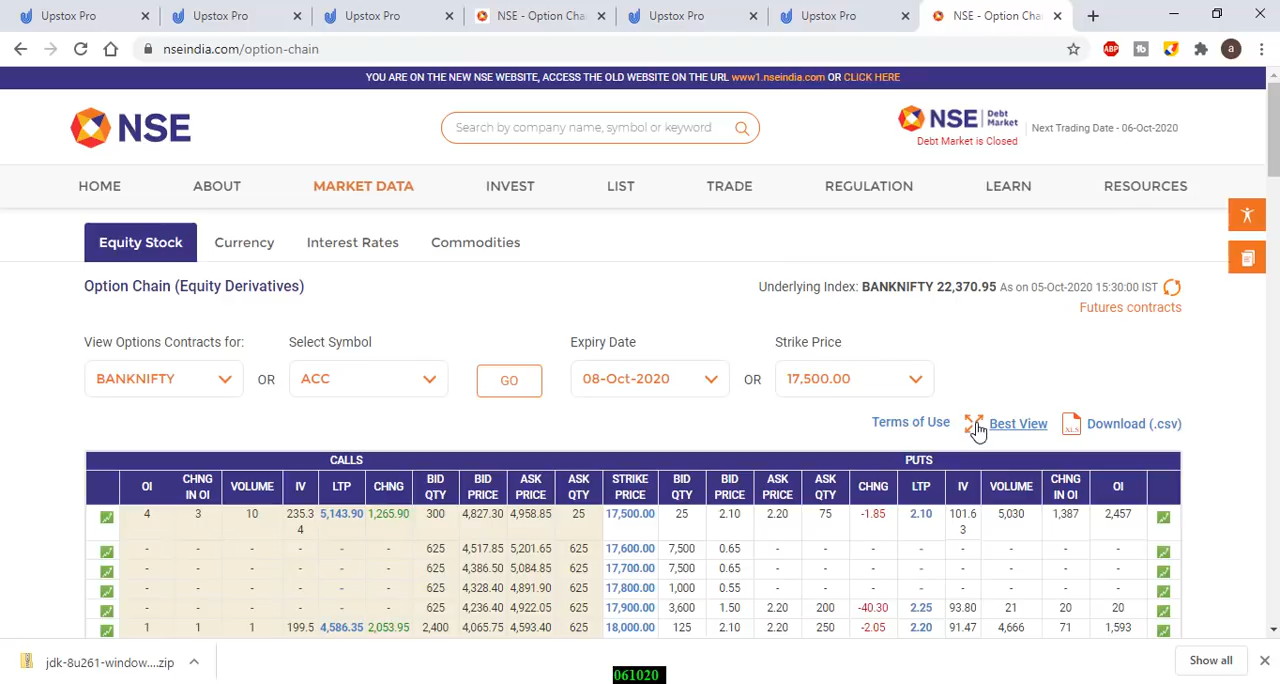 Upstox Pro
Upstox Pro
Upstox Pro
NSE - Option Cha
Upstox Pro
Upstox Pro
NSE - Option Cha
nseindia.com/option-chain
ABP
a
YOU ARE ON THE NEW NSE WEBSITE, ACCESS THE OLD WEBSITE ON THE URL www1.nseindia.com OR CLICK HERE
NSE
Search by company name, symbol or keyword
NSE Debt Market
Debt Market is Closed
Next Trading Date - 06-Oct-2020
HOME ABOUT MARKET DATA INVEST LIST TRADE REGULATION LEARN RESOURCES
Equity Stock Currency Interest Rates Commodities
Option Chain (Equity Derivatives)
Underlying Index: BANKNIFTY 22,370.95 As on 05-Oct-2020 15:30:00 IST
Futures contracts
View Options Contracts for: Select Symbol Expiry Date Strike Price
BANKNIFTY OR ACC GO 08-Oct-2020 OR 17,500.00
Terms of Use Best View XLS Download (.csv)
CALLS PUTS
OI CHNG IN OI VOLUME IV LTP CHNG BID QTY BID PRICE ASK PRICE ASK QTY STRIKE PRICE BID QTY BID PRICE ASK PRICE ASK QTY CHNG LTP IV VOLUME CHNG IN OI OI
4 3 10 235.34 5,143.90 1,265.90 300 4,827.30 4,958.85 25 17,500.00 25 2.10 2.20 75 -1.85 2.10 101.63 5,030 1,387 2,457
- - - - - - 625 4,517.85 5,201.65 625 17,600.00 7,500 0.65 - - - - - - - -
- - - - - - 625 4,386.50 5,084.85 625 17,700.00 7,500 0.65 - - - - - - - -
- - - - - - 625 4,328.40 4,891.90 625 17,800.00 1,000 0.55 - - - - - - - -
- - - - - - 625 4,236.40 4,922.05 625 17,900.00 3,600 1.50 2.20 200 -40.30 2.25 93.80 21 20 20
1 1 1 199.5 4,586.35 2,053.95 2,400 4,065.75 4,593.40 625 18,000.00 125 2.10 2.20 250 -2.05 2.20 91.47 4,666 71 1,593
jdk-8u261-window....zip
Show all
061020